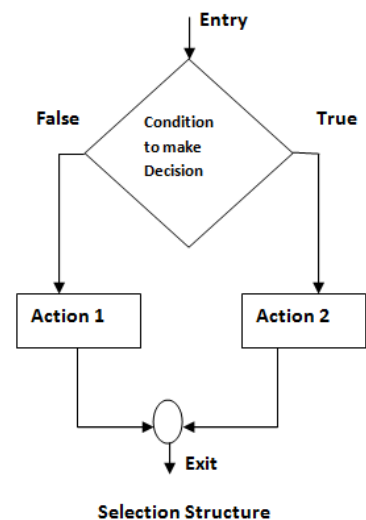 Entry
False
True
Condition
to make
Decision
Action 1
Action 2
Exit
Selection Structure